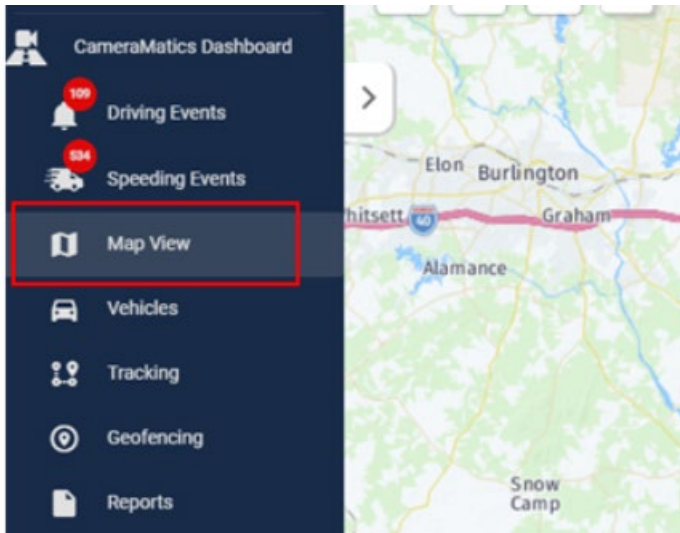 CameraMatics Dashboard
109
Driving Events
534
Speeding Events
Map View
Vehicles
Tracking
Geofencing
Reports
Elon
Burlington
hitsett
40
Graham
Alamance
Snow
Camp